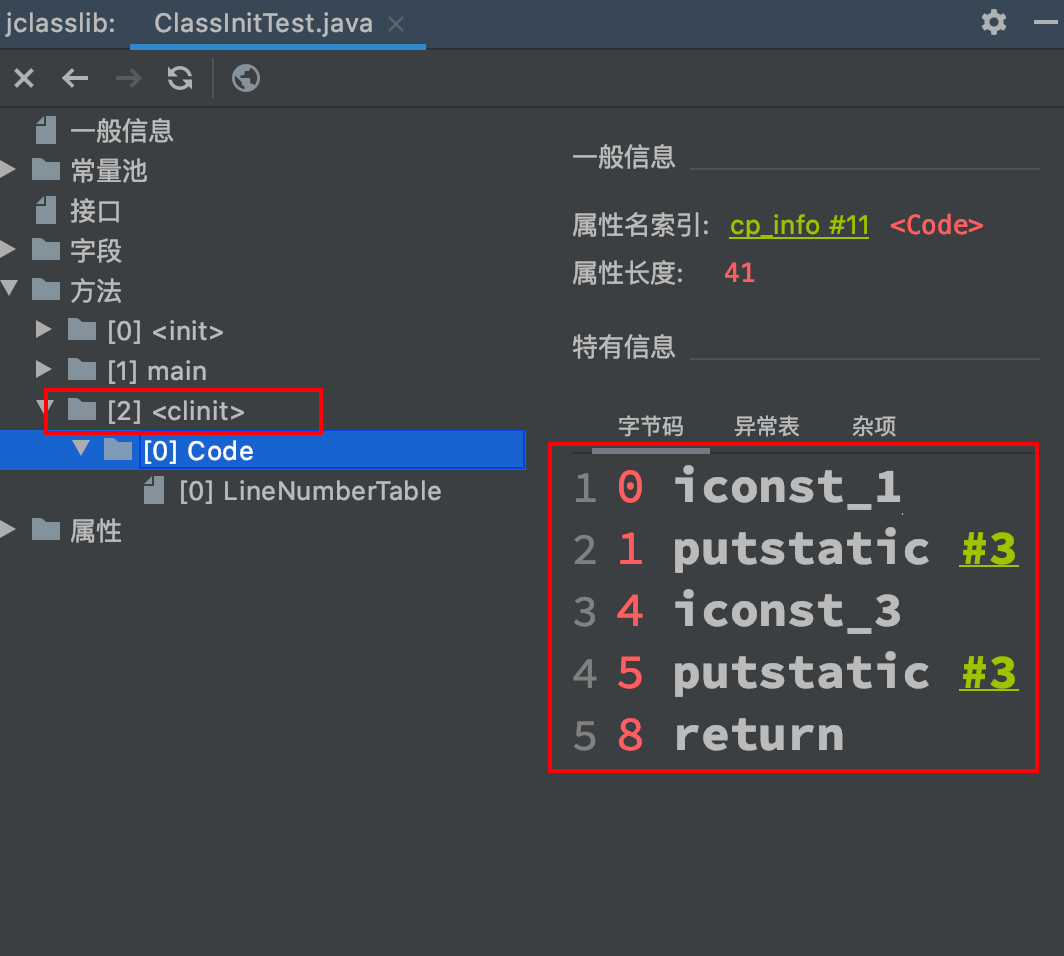 jclasslib: ClassInitTest.java
一般信息
常量池
接口
字段
方法
[0] <init>
[1] main
[2] <clinit>
[0] Code
[0] LineNumberTable
属性
一般信息
属性名索引: cp_info #11 <Code>
属性长度: 41
特有信息
字节码 异常表 杂项
1 0 iconst_1
2 1 putstatic #3
3 4 iconst_3
4 5 putstatic #3
5 8 return